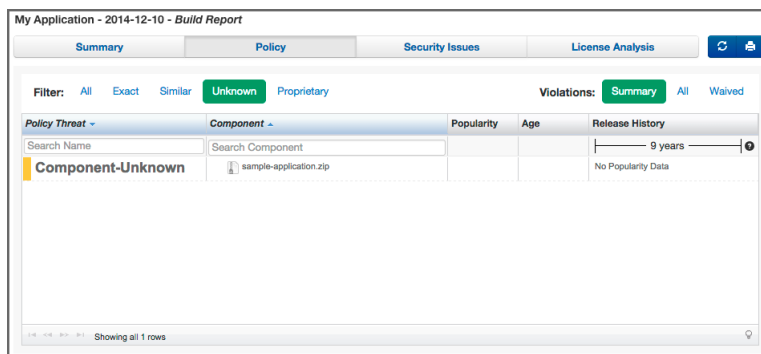 My Application - 2014-12-10 - Build Report
Summary Policy Security Issues License Analysis
Filter: All Exact Similar Unknown Proprietary Violations: Summary All Waived
Policy Threat Component Popularity Age Release History
Search Name Search Component 9 years ?
Component-Unknown sample-application.zip No Popularity Data
Showing all 1 rows